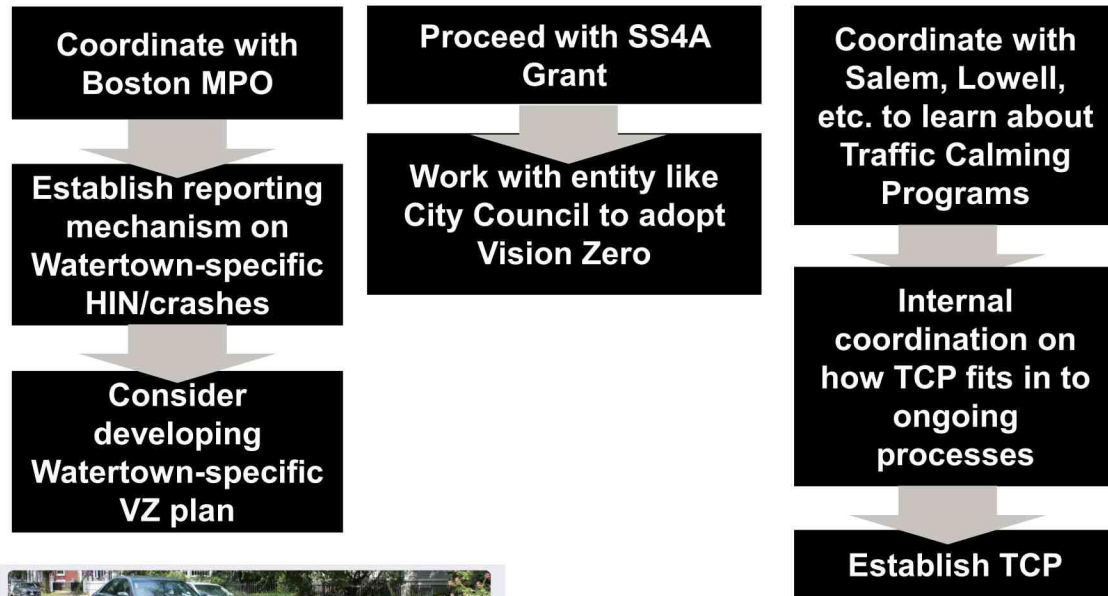 Coordinate with
Boston MPO
Establish reporting
mechanism on
Watertown-specific
HIN/crashes
Consider
developing
Watertown-specific
VZ plan
Proceed with SS4A
Grant
Work with entity like
City Council to adopt
Vision Zero
Coordinate with
Salem, Lowell,
etc. to learn about
Traffic Calming
Programs
Internal
coordination on
how TCP fits in to
ongoing
processes
Establish TCP